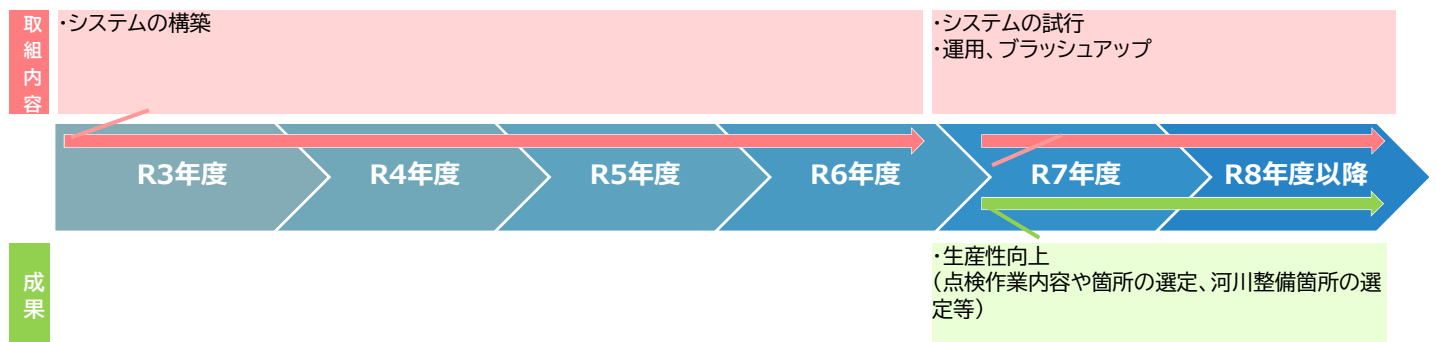 取組内容
・システムの構築
・システムの試行
・運用、ブラッシュアップ
R3年度
R4年度
R5年度
R6年度
R7年度
R8年度以降
成果
・生産性向上
（点検作業内容や箇所の選定、河川整備箇所の選
定等）